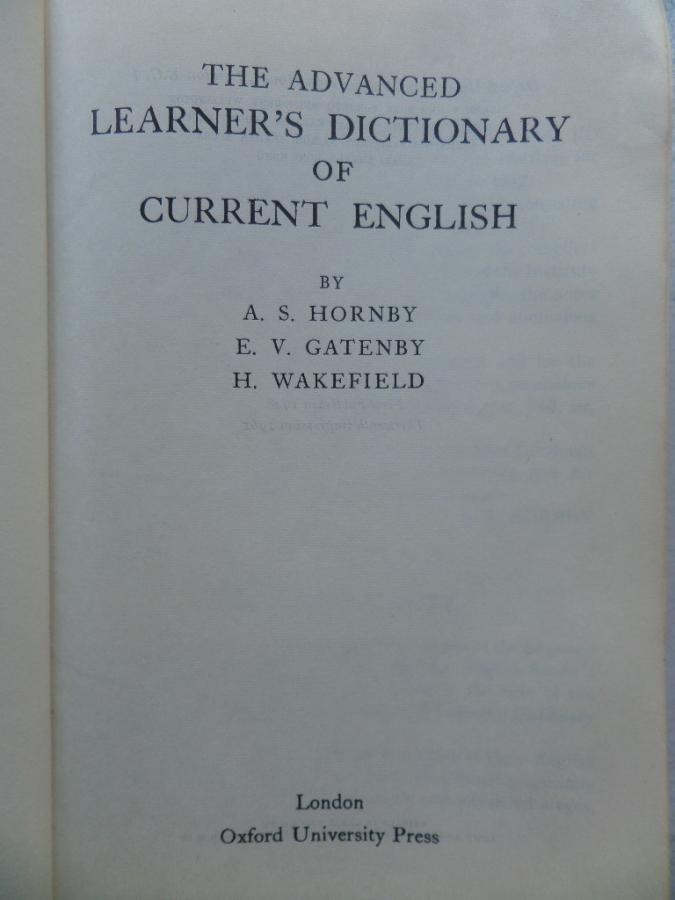 THE ADVANCED
LEARNER'S DICTIONARY
OF
CURRENT ENGLISH
BY
A. S. HORNBY
E. V. GATENBY
H. WAKEFIELD
London
Oxford University Press